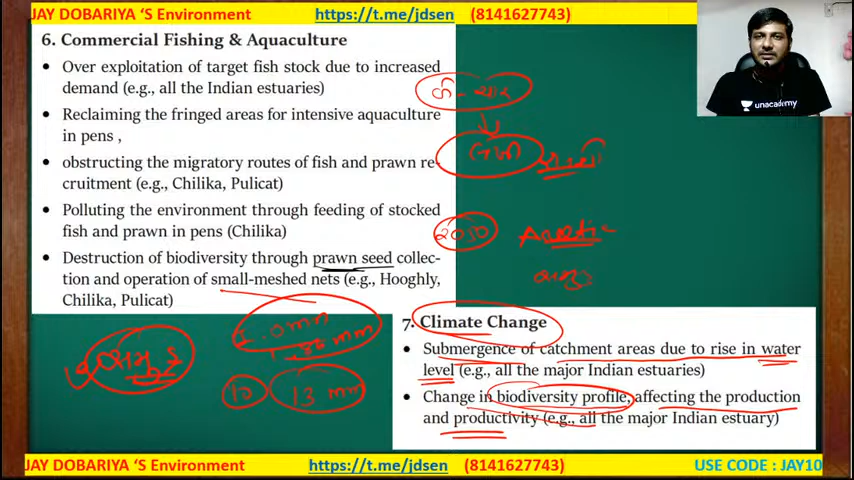 JAY DOBARIYA ‘S Environment https://t.me/jdsen (8141627743)
unacademy
6. Commercial Fishing & Aquaculture
• Over exploitation of target fish stock due to increased
demand (e.g., all the Indian estuaries)
• Reclaiming the fringed areas for intensive aquaculture
in pens ,
• obstructing the migratory routes of fish and prawn re-
cruitment (e.g., Chilika, Pulicat)
• Polluting the environment through feeding of stocked
fish and prawn in pens (Chilika)
• Destruction of biodiversity through prawn seed collec-
tion and operation of small-meshed nets (e.g., Hooghly,
Chilika, Pulicat)
2030
10
13 mm
7. Climate Change
• Submergence of catchment areas due to rise in water
level (e.g., all the major Indian estuaries)
• Change in biodiversity profile, affecting the production
and productivity (e.g., all the major Indian estuary)
JAY DOBARIYA ‘S Environment https://t.me/jdsen (8141627743) USE CODE : JAY10